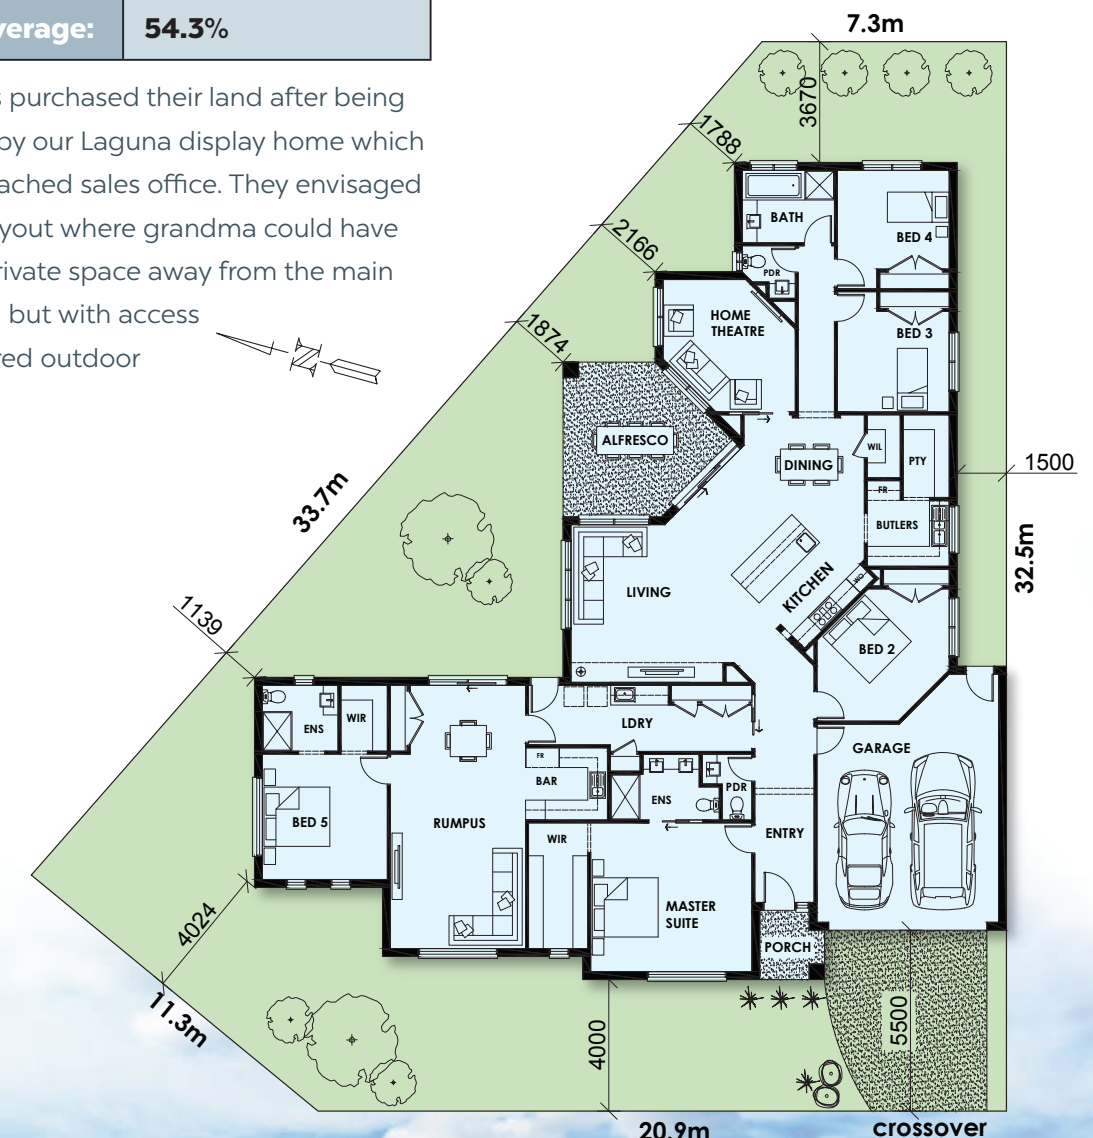 verage: 54.3%
s purchased their land after being
by our Laguna display home which
ached sales office. They envisaged
yout where grandma could have
rivate space away from the main
but with access
red outdoor
7.3m
3670
1788
BATH
BED 4
2166
PDR
HOME
THEATRE
BED 3
1874
ALFRESCO
DINING
WIL
PTY
1500
FR
BUTLERS
33.7m
32.5m
LIVING
KITCHEN
WO
1139
BED 2
ENS
WIR
LDRY
GARAGE
FR
BAR
ENS
PDR
BED 5
RUMPUS
WIR
ENTRY
MASTER
SUITE
PORCH
4024
11.3m
4000
5500
20.9m
crossover